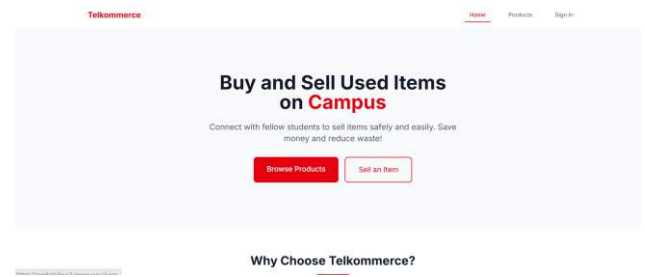 Telkommerce
Home Products Sign In
Buy and Sell Used Items
on Campus
Connect with fellow students to sell items safely and easily. Save
money and reduce waste!
Browse Products Sell an Item
Why Choose Telkommerce?